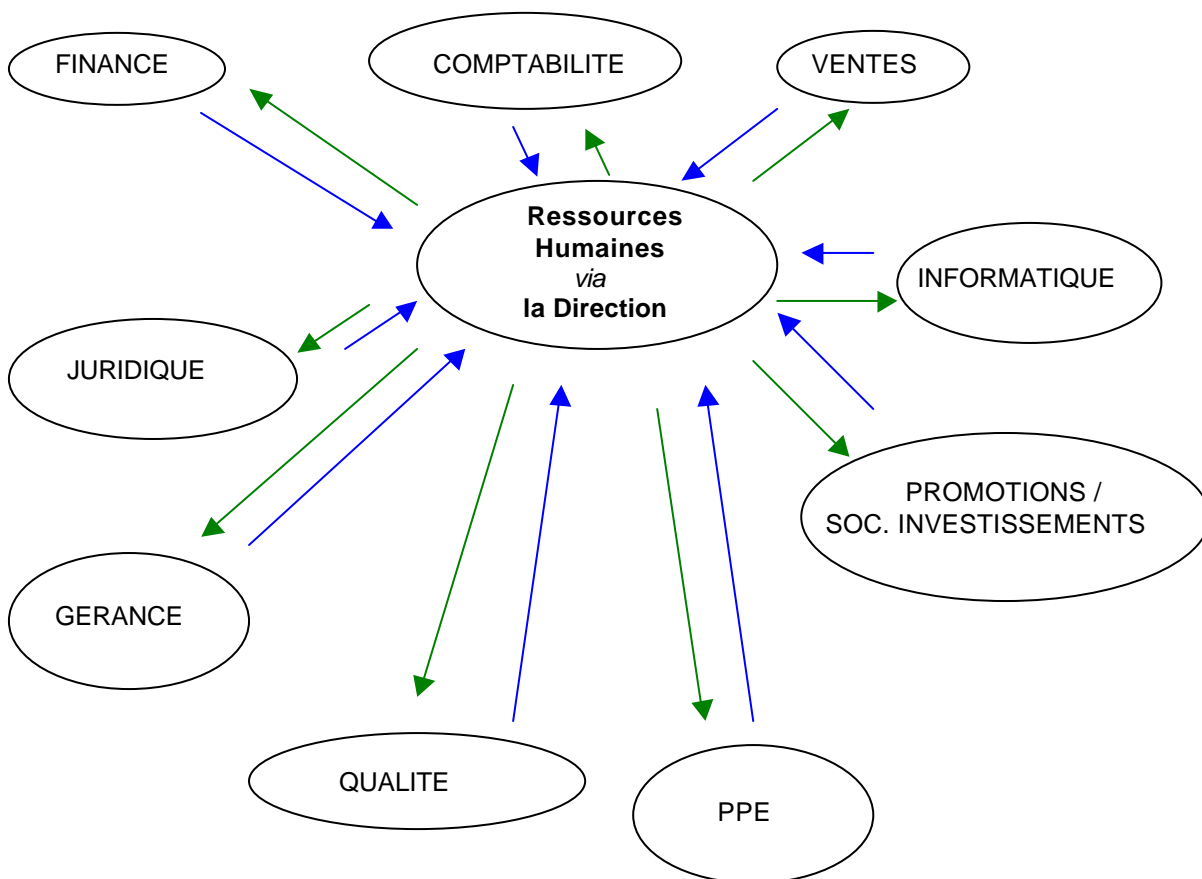 FINANCE
COMPTABILITE
VENTES
Ressources
Humaines
via
la Direction
INFORMATIQUE
JURIDIQUE
PROMOTIONS /
SOC. INVESTISSEMENTS
GERANCE
QUALITE
PPE